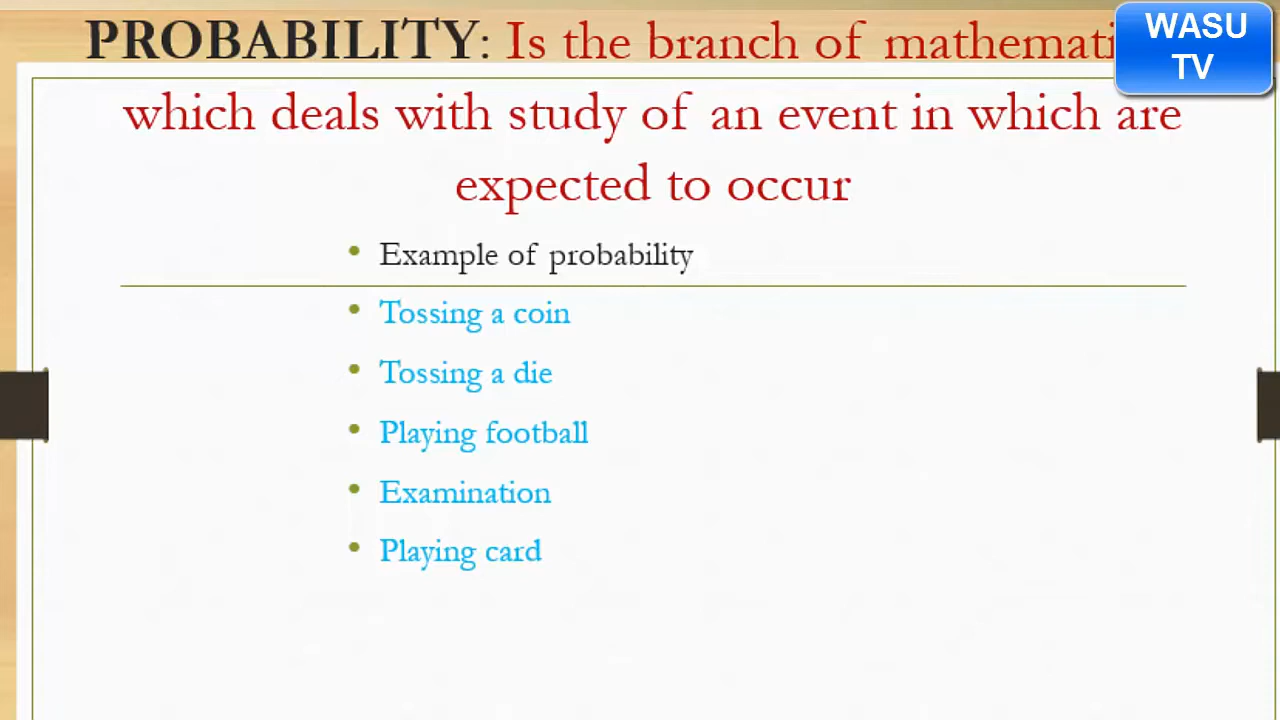 PROBABILITY: Is the branch of mathemati
WASU
TV
which deals with study of an event in which are
expected to occur
• Example of probability
• Tossing a coin
• Tossing a die
• Playing football
• Examination
• Playing card